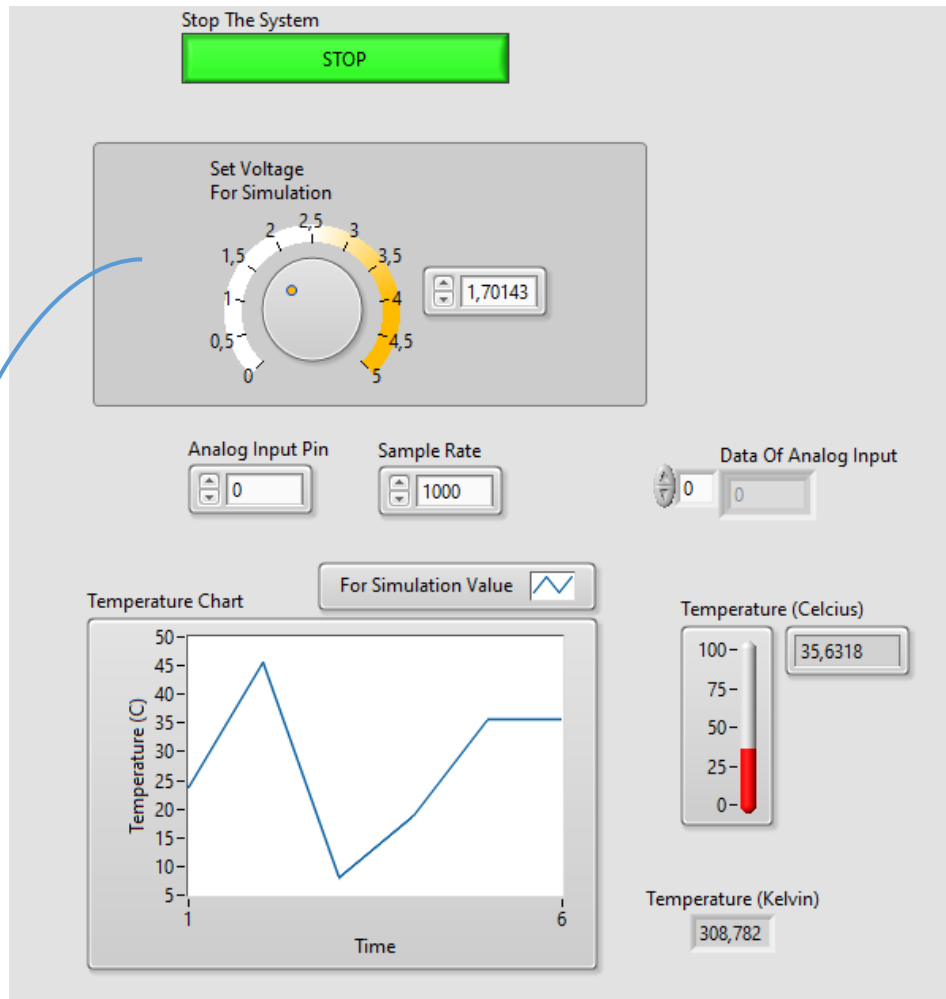 Stop The System
STOP
Set Voltage
For Simulation
0
0,5
1
1,5
2
2,5
3
3,5
4
4,5
5
1,70143
Analog Input Pin
0
Sample Rate
1000
Data Of Analog Input
0
0
For Simulation Value
Temperature Chart
Temperature (C)
50
45
40
35
30
25
20
15
10
5
1
6
Time
Temperature (Celcius)
100
75
50
25
0
35,6318
Temperature (Kelvin)
308,782